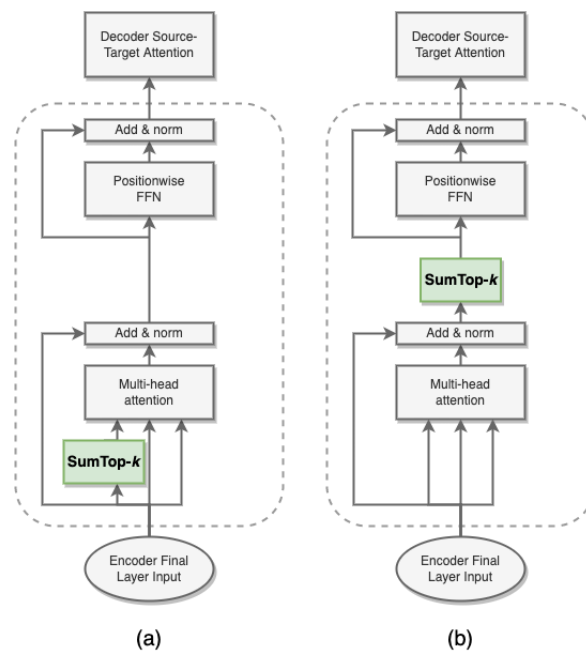 Decoder Source-
Target Attention
Add & norm
Positionwise
FFN
Add & norm
Multi-head
attention
SumTop-k
Encoder Final
Layer Input
(a)
Decoder Source-
Target Attention
Add & norm
Positionwise
FFN
SumTop-k
Add & norm
Multi-head
attention
Encoder Final
Layer Input
(b)